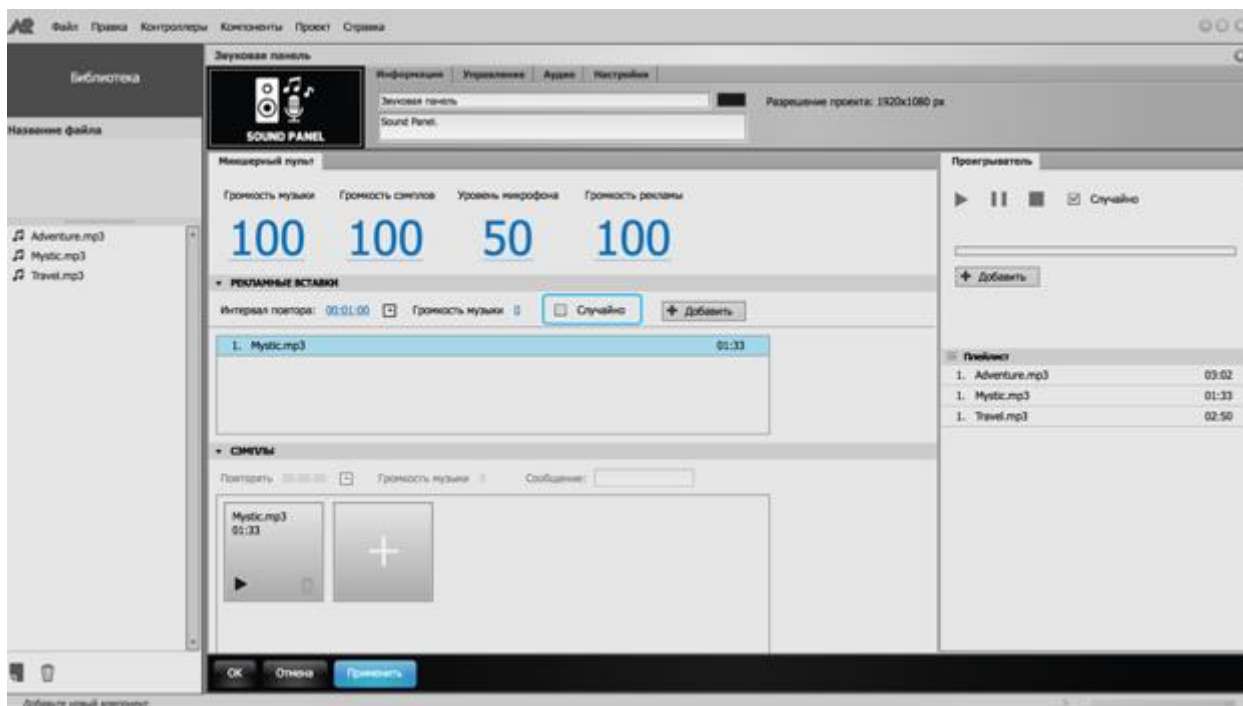 Файл Правка Контроллеры Компоненты Проект Справка
Звуковая панель
Библиотека
Информация Управление Аудио Настройки
Звуковая панель
Разрешение проекта: 1920x1080 px
Sound Panel.
SOUND PANEL
Название файла
Микшерный пульт
Проигрыватель
Громкость музыки Громкость сэмплов Уровень микрофона Громкость рекламы
Случайно
100 100 50 100
Adventure.mp3
Mystic.mp3
Travel.mp3
Добавить
РЕКЛАМНЫЕ ВСТАВКИ
Интервал повтора: 00:01:00 Громкость музыки 0 Случайно Добавить
1. Mystic.mp3 01:33
Плейлист
1. Adventure.mp3 03:02
1. Mystic.mp3 01:33
1. Travel.mp3 02:50
СЭМПЛЫ
Повторять Громкость музыки Сообщение:
Mystic.mp3
01:33
OK Отмена Применить
Добавьте новый компонент